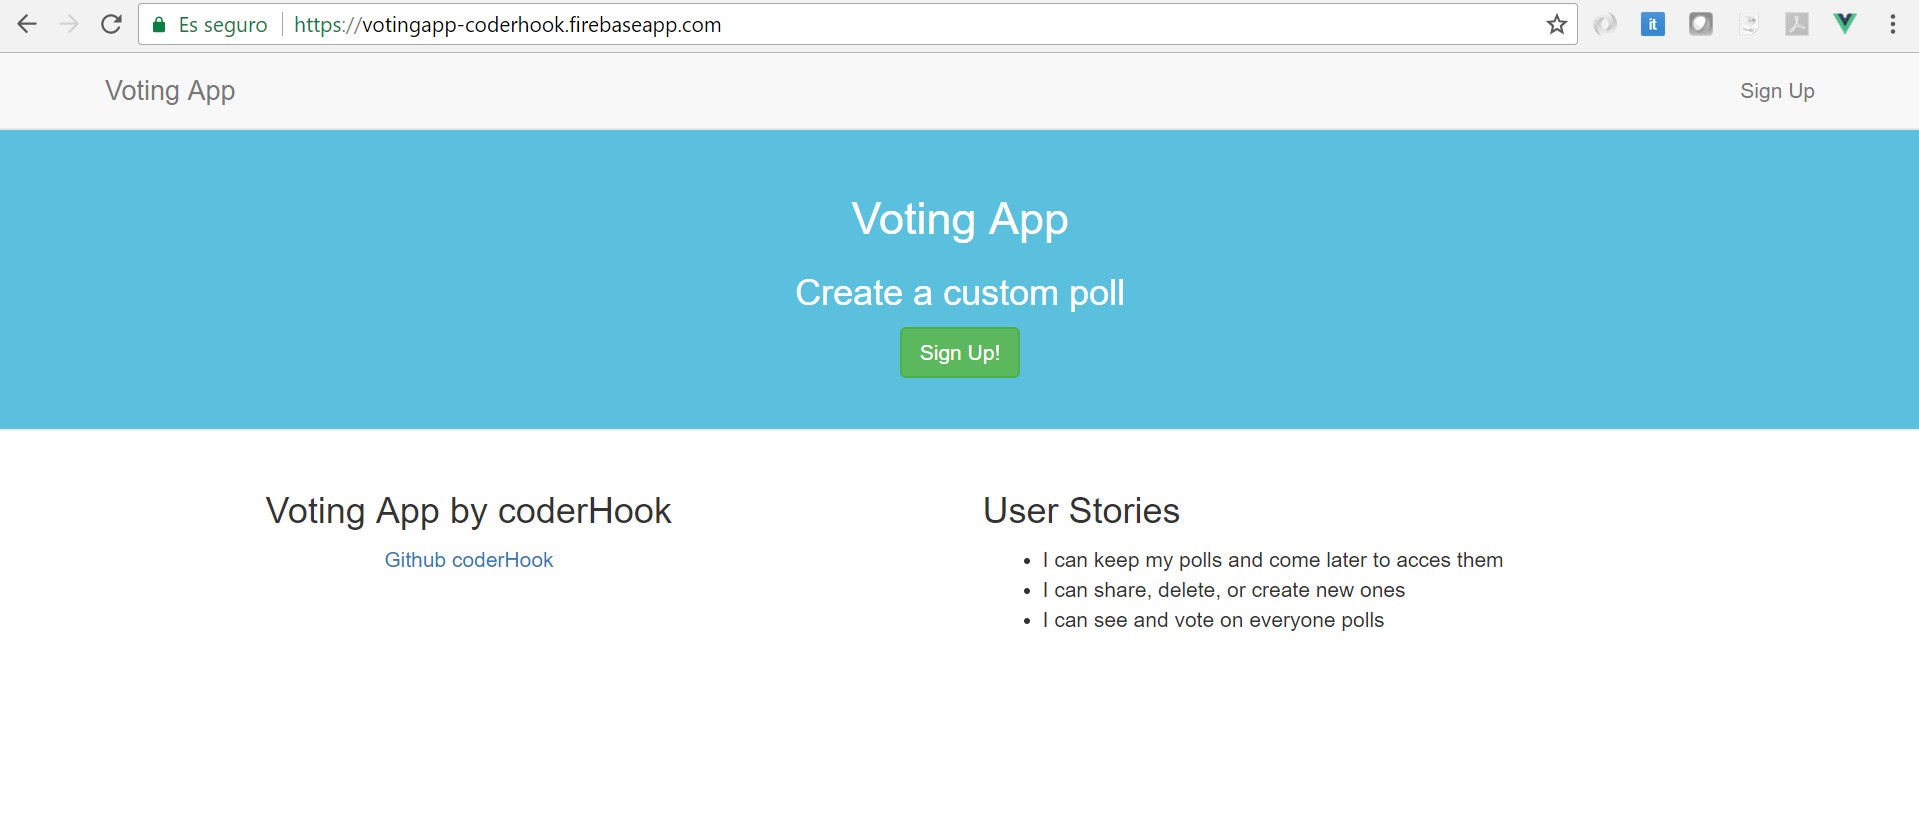 Es seguro https://votingapp-coderhook.firebaseapp.com
it
Voting App Sign Up
Voting App
Create a custom poll
Sign Up!
Voting App by coderHook
Github coderHook
User Stories
I can keep my polls and come later to acces them
I can share, delete, or create new ones
I can see and vote on everyone polls